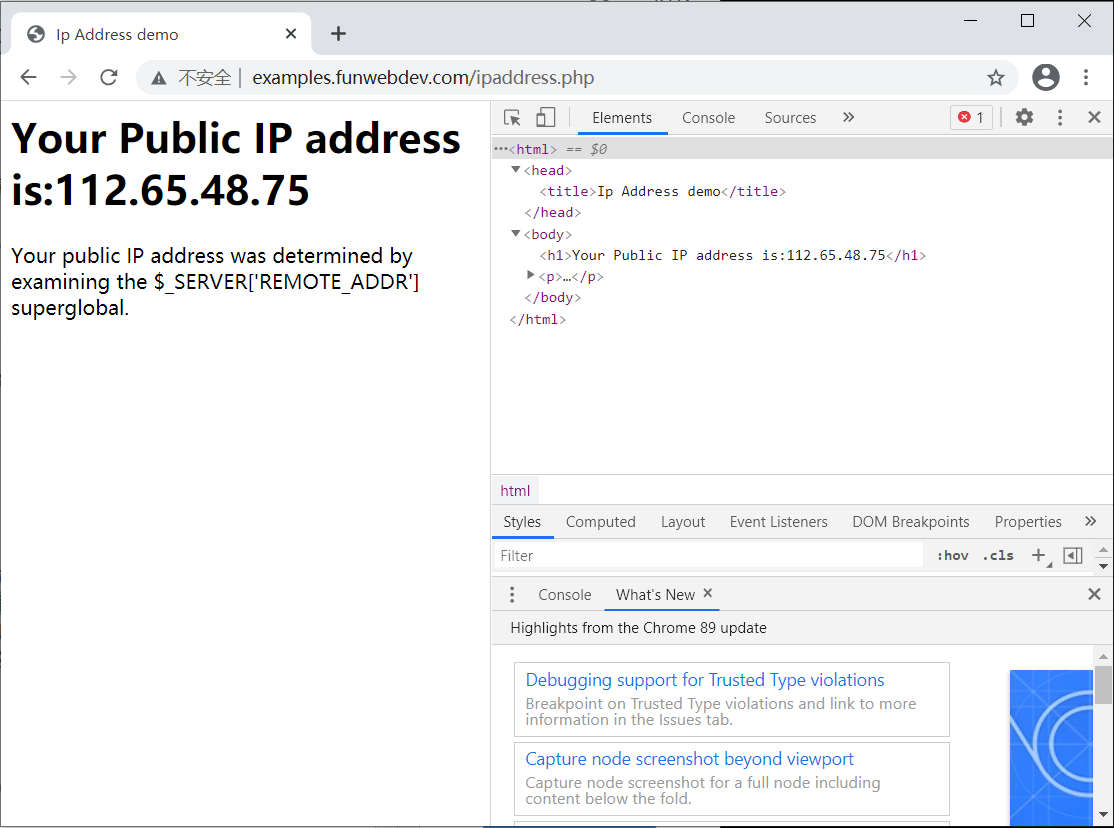 Ip Address demo
不安全 | examples.funwebdev.com/ipaddress.php
Your Public IP address
is:112.65.48.75
Your public IP address was determined by
examining the $_SERVER['REMOTE_ADDR']
superglobal.
Elements Console Sources » 1
…<html> == $0
<head>
<title>Ip Address demo</title>
</head>
<body>
<h1>Your Public IP address is:112.65.48.75</h1>
<p>…</p>
</body>
</html>
html
Styles Computed Layout Event Listeners DOM Breakpoints Properties »
Filter :hov .cls +
Console What's New ×
Highlights from the Chrome 89 update
Debugging support for Trusted Type violations
Breakpoint on Trusted Type violations and link to more
information in the Issues tab.
Capture node screenshot beyond viewport
Capture node screenshot for a full node including
content below the fold.